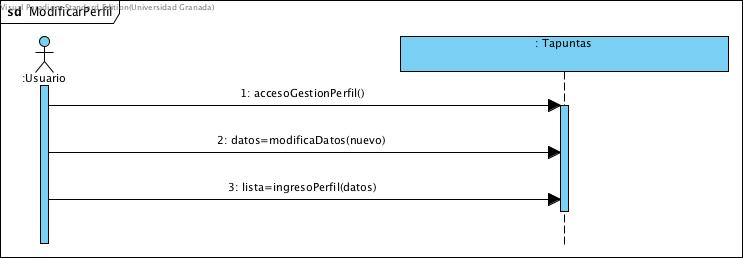 Visual Paradigm Standard Edition(Universidad Granada)
sd ModificarPerfil
:Usuario
: Tapuntas
1: accesoGestionPerfil()
2: datos=modificaDatos(nuevo)
3: lista=ingresoPerfil(datos)